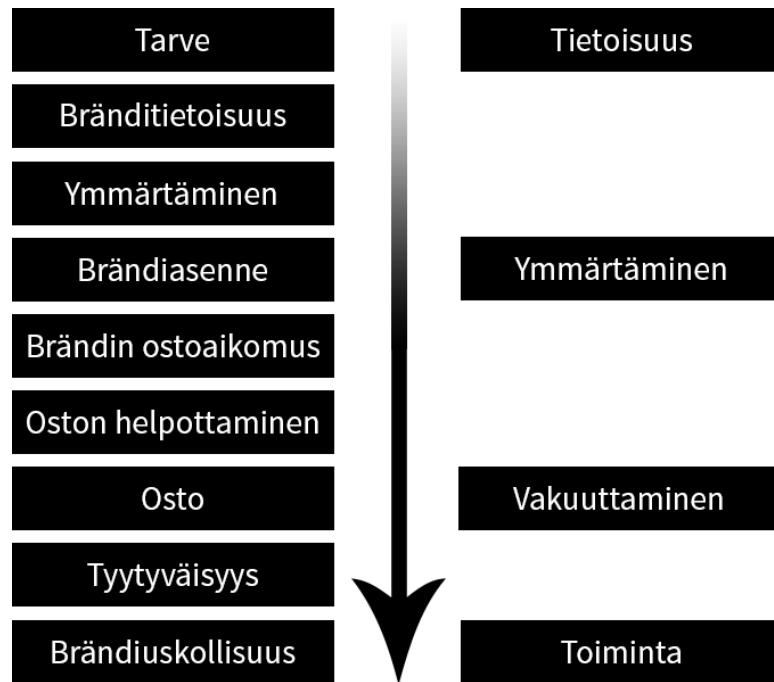 Tarve
Bränditietoisuus
Ymmärtäminen
Brändiasenne
Brändin ostoaikomus
Oston helpottaminen
Osto
Tyytyväisyys
Brändiuskollisuus
Tietoisuus
Ymmärtäminen
Vakuuttaminen
Toiminta